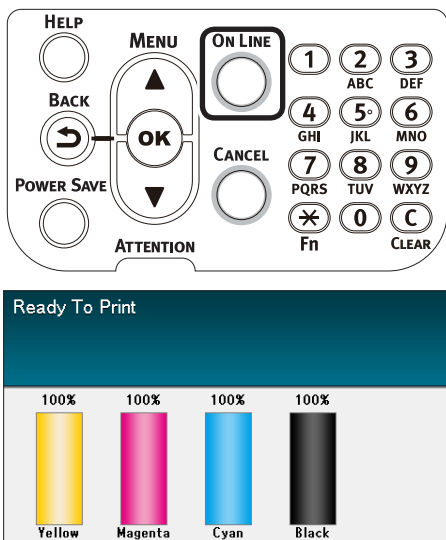 HELP
MENU
ON LINE
1 2 3
ABC DEF
BACK
4 5 6
GHI JKL MNO
OK
CANCEL
7 8 9
PQRS TUV WXYZ
POWER SAVE
* 0 C
Fn CLEAR
ATTENTION
Ready To Print
100% 100% 100% 100%
Yellow Magenta Cyan Black